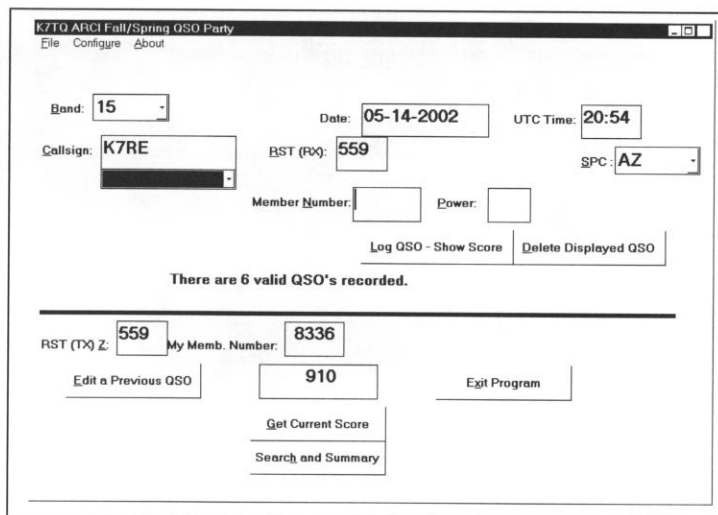 K7TQ ARCI Fall/Spring QSO Party
File Configure About
Band: 15
Date: 05-14-2002 UTC Time: 20:54
Callsign: K7RE RST (RX): 559 SPC : AZ
Member Number: Power:
Log QSO - Show Score Delete Displayed QSO
There are 6 valid QSO's recorded.
RST (TX) Z: 559 My Memb. Number: 8336
Edit a Previous QSO 910 Exit Program
Get Current Score
Search and Summary